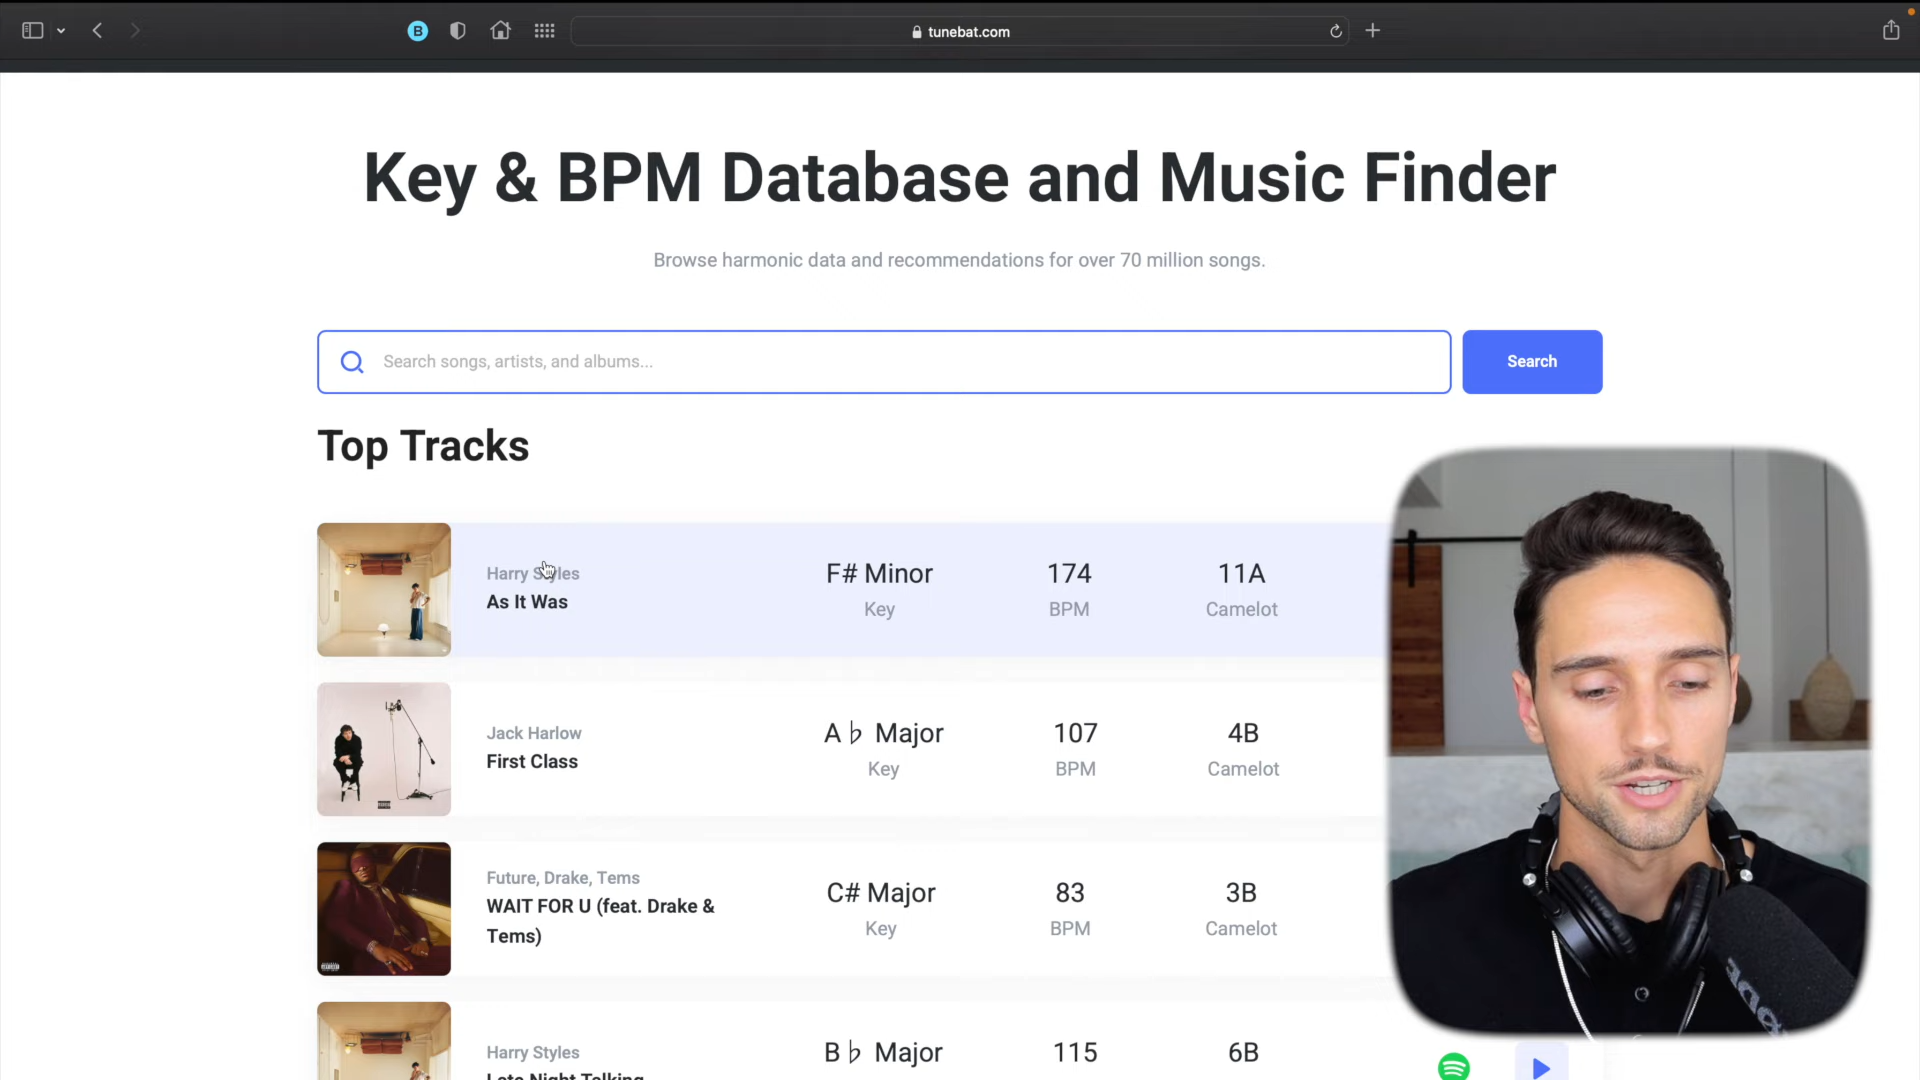 B
tunebat.com
Key & BPM Database and Music Finder
Browse harmonic data and recommendations for over 70 million songs.
Search songs, artists, and albums...
Search
Top Tracks
Harry Styles
As It Was
F# Minor
Key
174
BPM
11A
Camelot
Jack Harlow
First Class
A♭ Major
Key
107
BPM
4B
Camelot
Future, Drake, Tems
WAIT FOR U (feat. Drake &
Tems)
C# Major
Key
83
BPM
3B
Camelot
Harry Styles
Late Night Talking
B♭ Major
115
6B